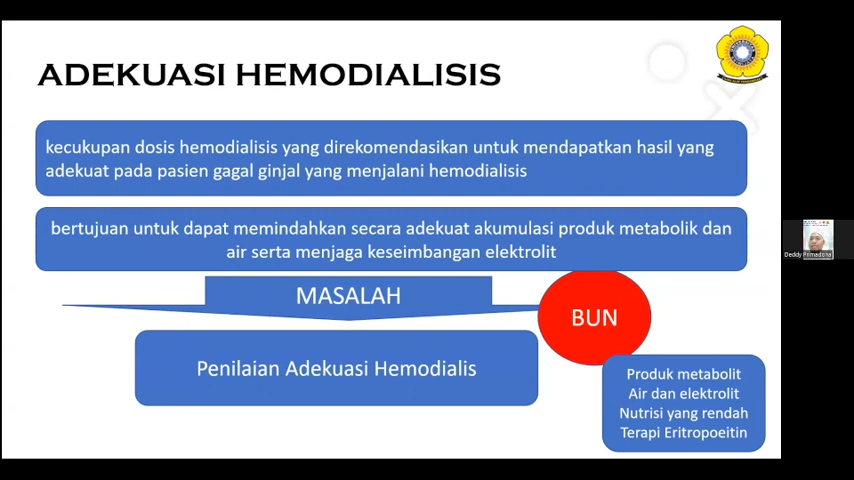 ADEKUASI HEMODIALISIS
kecukupan dosis hemodialisis yang direkomendasikan untuk mendapatkan hasil yang
adekuat pada pasien gagal ginjal yang menjalani hemodialisis
bertujuan untuk dapat memindahkan secara adekuat akumulasi produk metabolik dan
air serta menjaga keseimbangan elektrolit
MASALAH
BUN
Penilaian Adekuasi Hemodialis
Produk metabolit
Air dan elektrolit
Nutrisi yang rendah
Terapi Eritropoeitin
Deddy Primadona